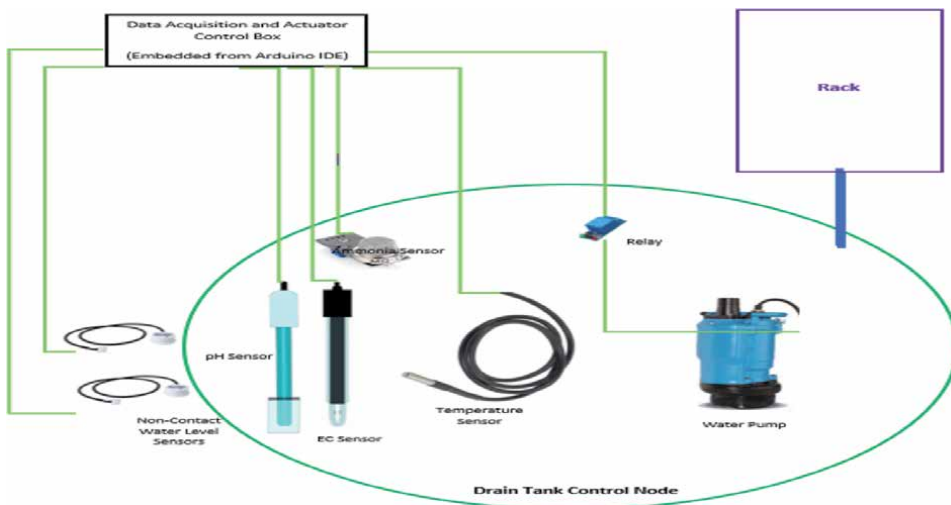 Data Acquisition and Actuator
Control Box
(Embedded from Arduino IDE)
Rack
Ammonia Sensor
Relay
pH Sensor
Temperature
Sensor
Non-Contact
Water Level
Sensors
EC Sensor
Water Pump
Drain Tank Control Node